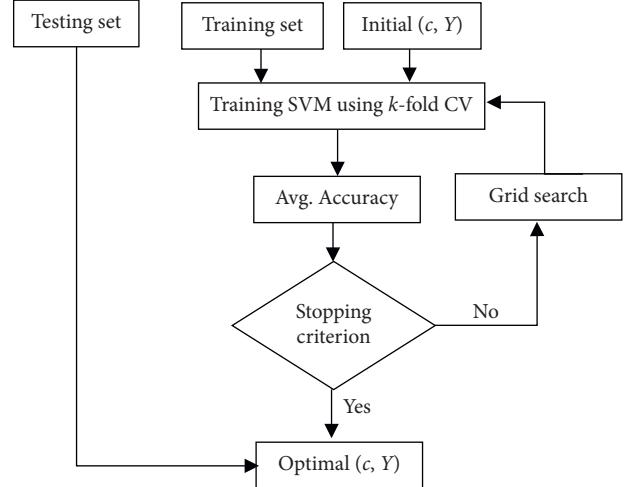 Testing set
Training set
Initial (c, Y)
Training SVM using k-fold CV
Avg. Accuracy
Grid search
Stopping
criterion
No
Yes
Optimal (c, Y)